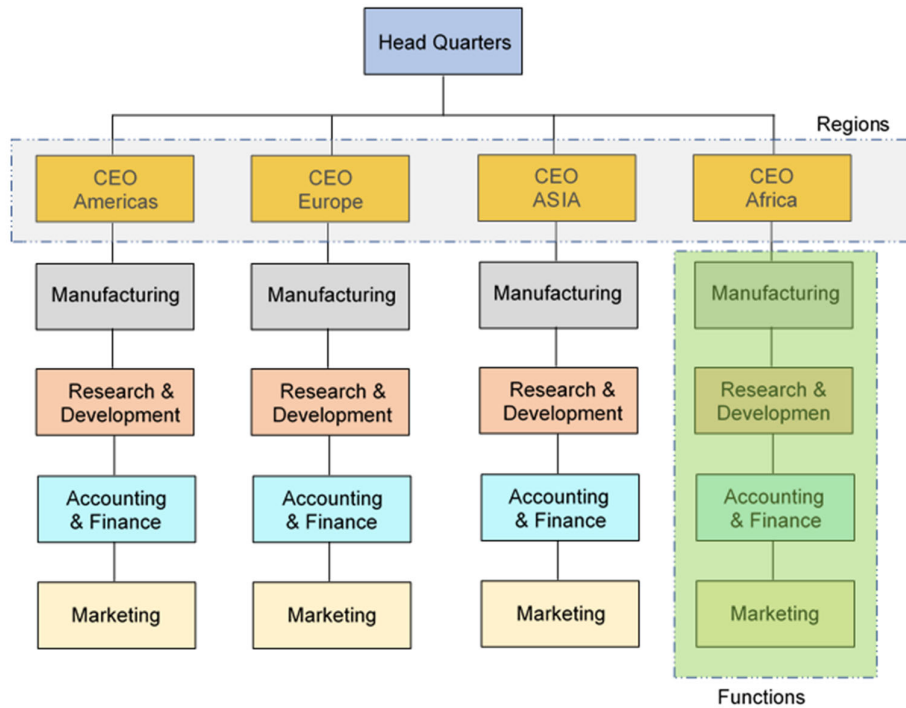 Head Quarters
Regions
CEO
Americas
CEO
Europe
CEO
ASIA
CEO
Africa
Manufacturing
Manufacturing
Manufacturing
Manufacturing
Research &
Development
Research &
Development
Research &
Development
Research &
Developmen
Accounting
& Finance
Accounting
& Finance
Accounting
& Finance
Accounting
& Finance
Marketing
Marketing
Marketing
Marketing
Functions